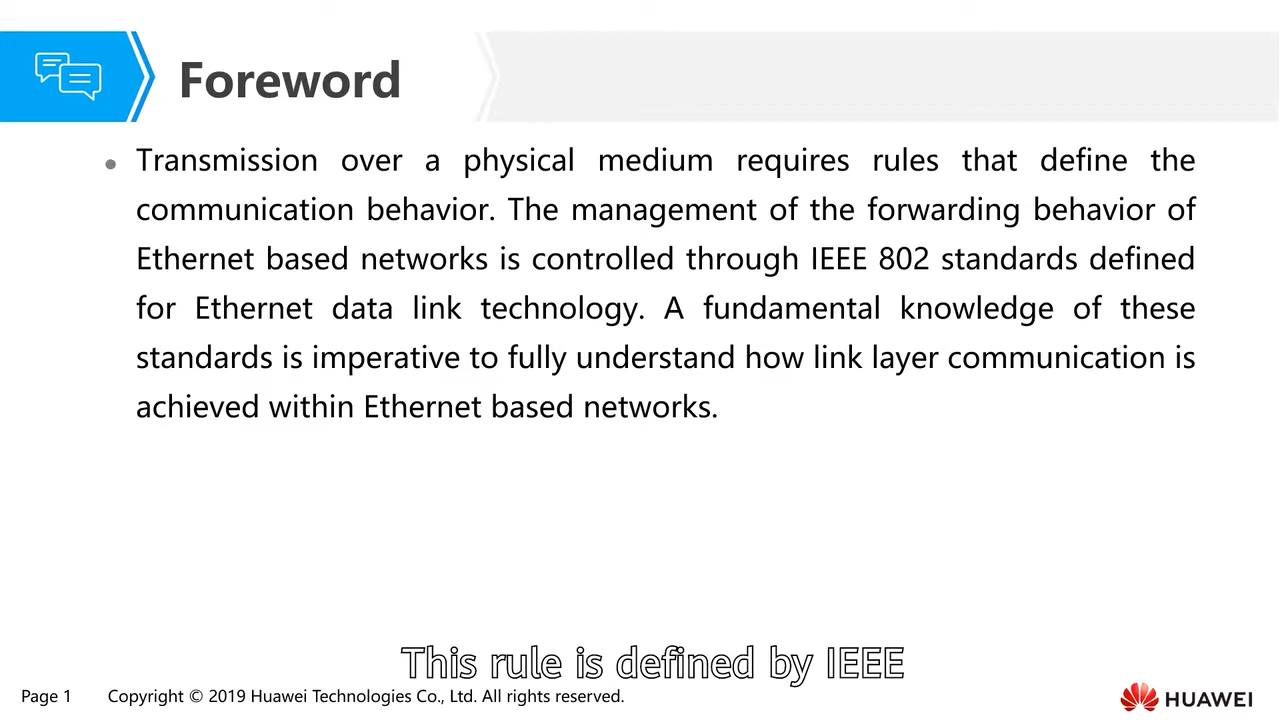 Foreword
• Transmission over a physical medium requires rules that define the
communication behavior. The management of the forwarding behavior of
Ethernet based networks is controlled through IEEE 802 standards defined
for Ethernet data link technology. A fundamental knowledge of these
standards is imperative to fully understand how link layer communication is
achieved within Ethernet based networks.
This rule is defined by IEEE
Page 1 Copyright © 2019 Huawei Technologies Co., Ltd. All rights reserved.
HUAWEI